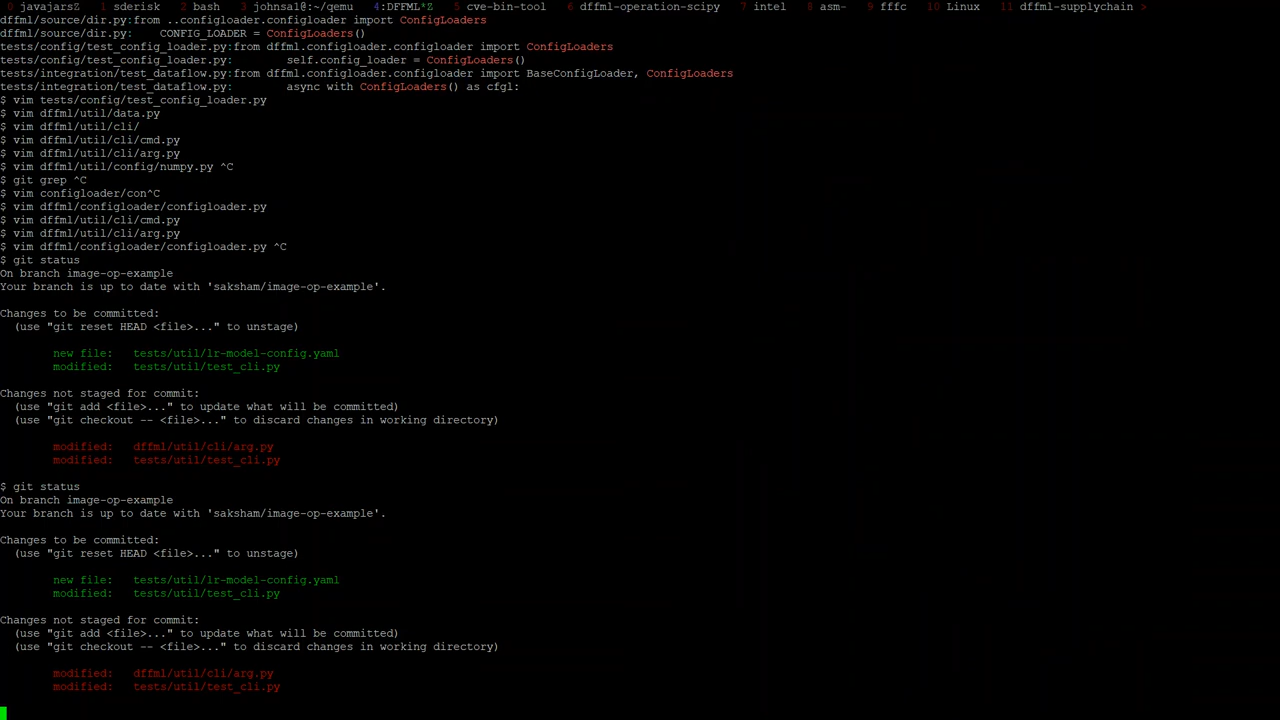 0 javajarsZ 1 sderisk 2 bash 3 johnsal@:~/qemu 4:DFFML*Z 5 cve-bin-tool 6 dffml-operation-scipy 7 intel 8 asm- 9 fffc 10 Linux 11 dffml-supplychain >
dffml/source/dir.py:from ..configloader.configloader import ConfigLoaders
dffml/source/dir.py:    CONFIG_LOADER = ConfigLoaders()
tests/config/test_config_loader.py:from dffml.configloader.configloader import ConfigLoaders
tests/config/test_config_loader.py:        self.config_loader = ConfigLoaders()
tests/integration/test_dataflow.py:from dffml.configloader.configloader import BaseConfigLoader, ConfigLoaders
tests/integration/test_dataflow.py:        async with ConfigLoaders() as cfgl:
$ vim tests/config/test_config_loader.py
$ vim dffml/util/data.py
$ vim dffml/util/cli/
$ vim dffml/util/cli/cmd.py
$ vim dffml/util/cli/arg.py
$ vim dffml/util/config/numpy.py ^C
$ git grep ^C
$ vim configloader/con^C
$ vim dffml/configloader/configloader.py
$ vim dffml/util/cli/cmd.py
$ vim dffml/util/cli/arg.py
$ vim dffml/configloader/configloader.py ^C
$ git status
On branch image-op-example
Your branch is up to date with 'saksham/image-op-example'.
Changes to be committed:
  (use "git reset HEAD <file>..." to unstage)
        new file:   tests/util/lr-model-config.yaml
        modified:   tests/util/test_cli.py
Changes not staged for commit:
  (use "git add <file>..." to update what will be committed)
  (use "git checkout -- <file>..." to discard changes in working directory)
        modified:   dffml/util/cli/arg.py
        modified:   tests/util/test_cli.py
$ git status
On branch image-op-example
Your branch is up to date with 'saksham/image-op-example'.
Changes to be committed:
  (use "git reset HEAD <file>..." to unstage)
        new file:   tests/util/lr-model-config.yaml
        modified:   tests/util/test_cli.py
Changes not staged for commit:
  (use "git add <file>..." to update what will be committed)
  (use "git checkout -- <file>..." to discard changes in working directory)
        modified:   dffml/util/cli/arg.py
        modified:   tests/util/test_cli.py